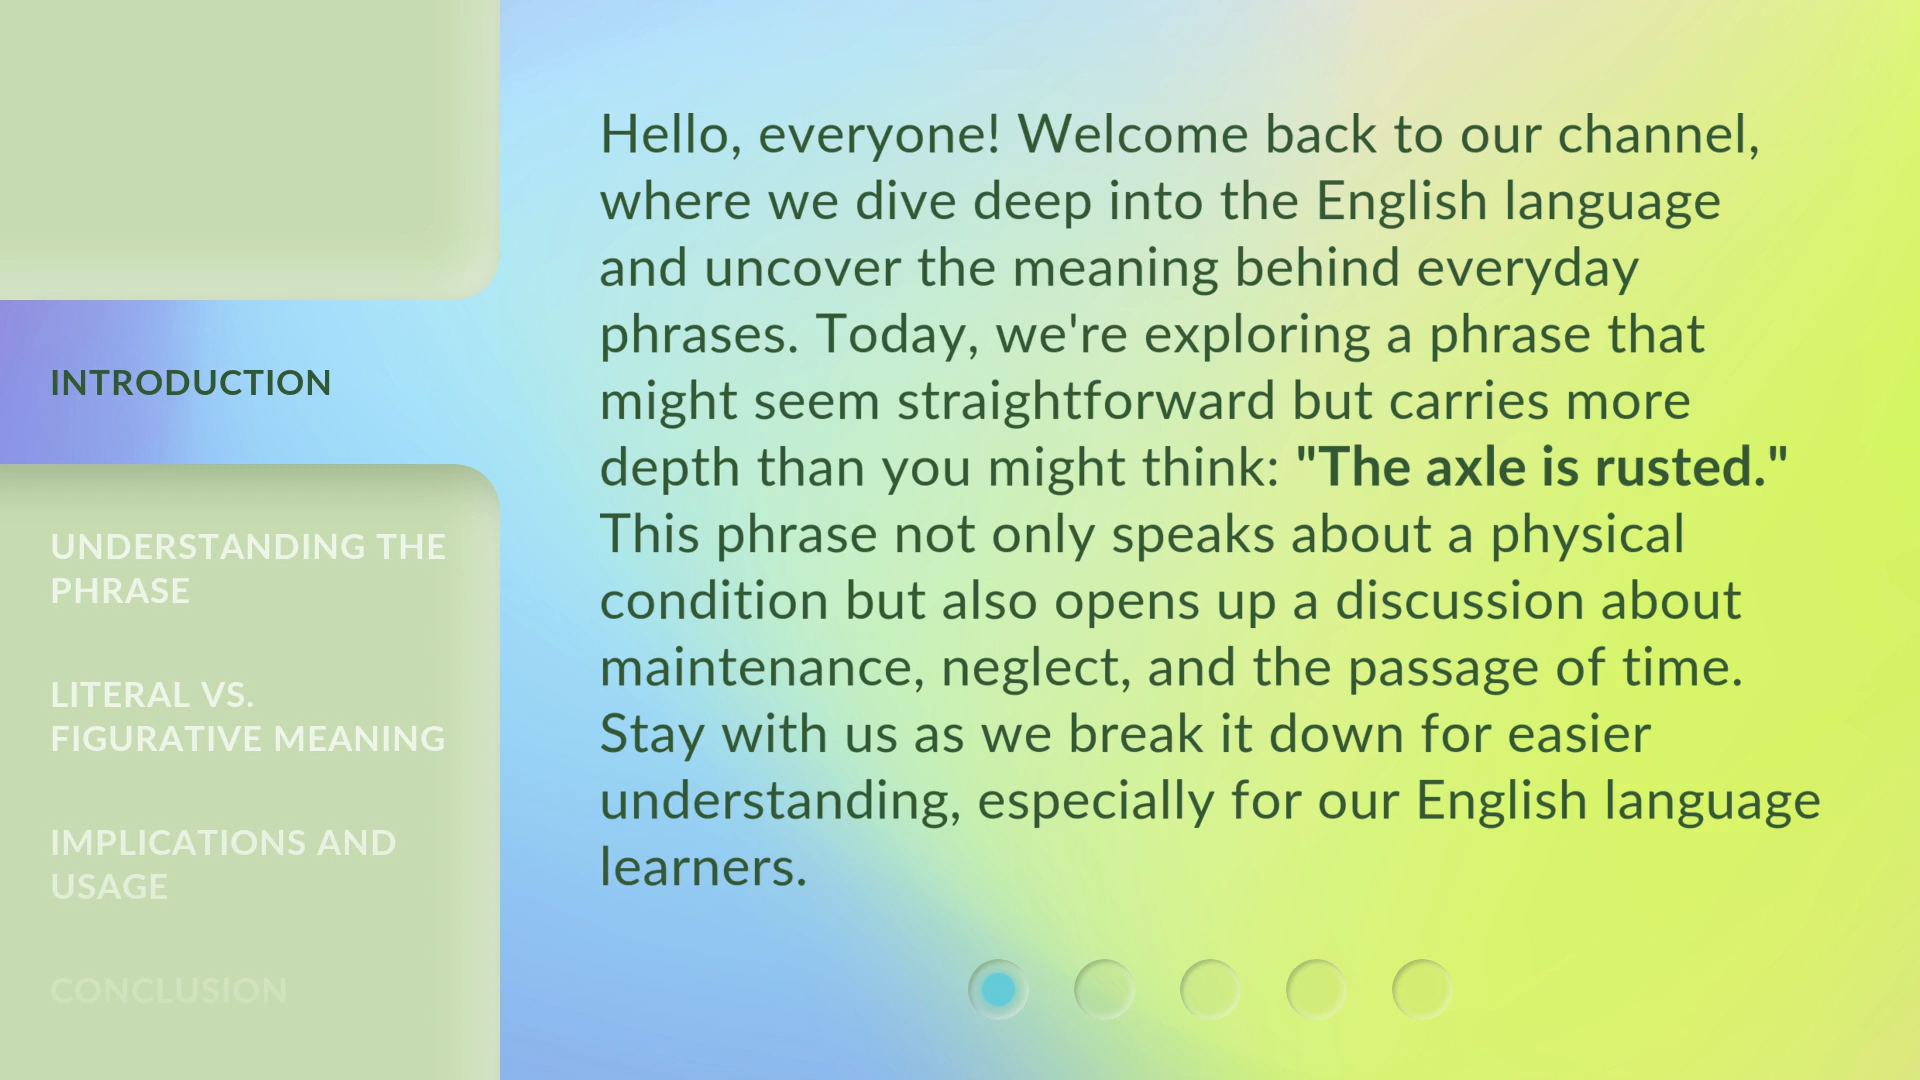 INTRODUCTION
UNDERSTANDING THE
PHRASE
LITERAL VS.
FIGURATIVE MEANING
IMPLICATIONS AND
USAGE
CONCLUSION
Hello, everyone! Welcome back to our channel,
where we dive deep into the English language
and uncover the meaning behind everyday
phrases. Today, we're exploring a phrase that
might seem straightforward but carries more
depth than you might think: "The axle is rusted."
This phrase not only speaks about a physical
condition but also opens up a discussion about
maintenance, neglect, and the passage of time.
Stay with us as we break it down for easier
understanding, especially for our English language
learners.